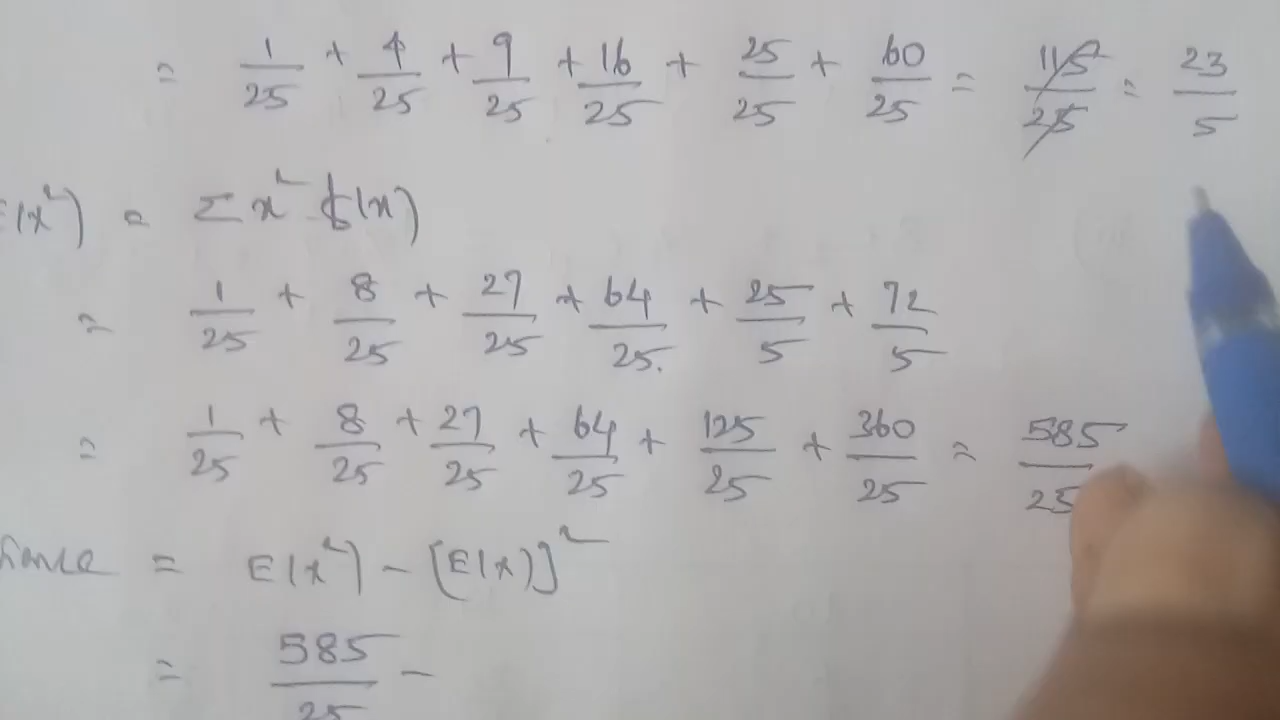 = 1/25 + 4/25 + 9/25 + 16/25 + 25/25 + 60/25 = 115/25 = 23/5
E(x²) = Σ x² f(x)
= 1/25 + 8/25 + 27/25 + 64/25. + 25/5 + 72/5
= 1/25 + 8/25 + 27/25 + 64/25 + 125/25 + 360/25 = 585/25
= E(x²) - [E(x)]²
= 585/25 -